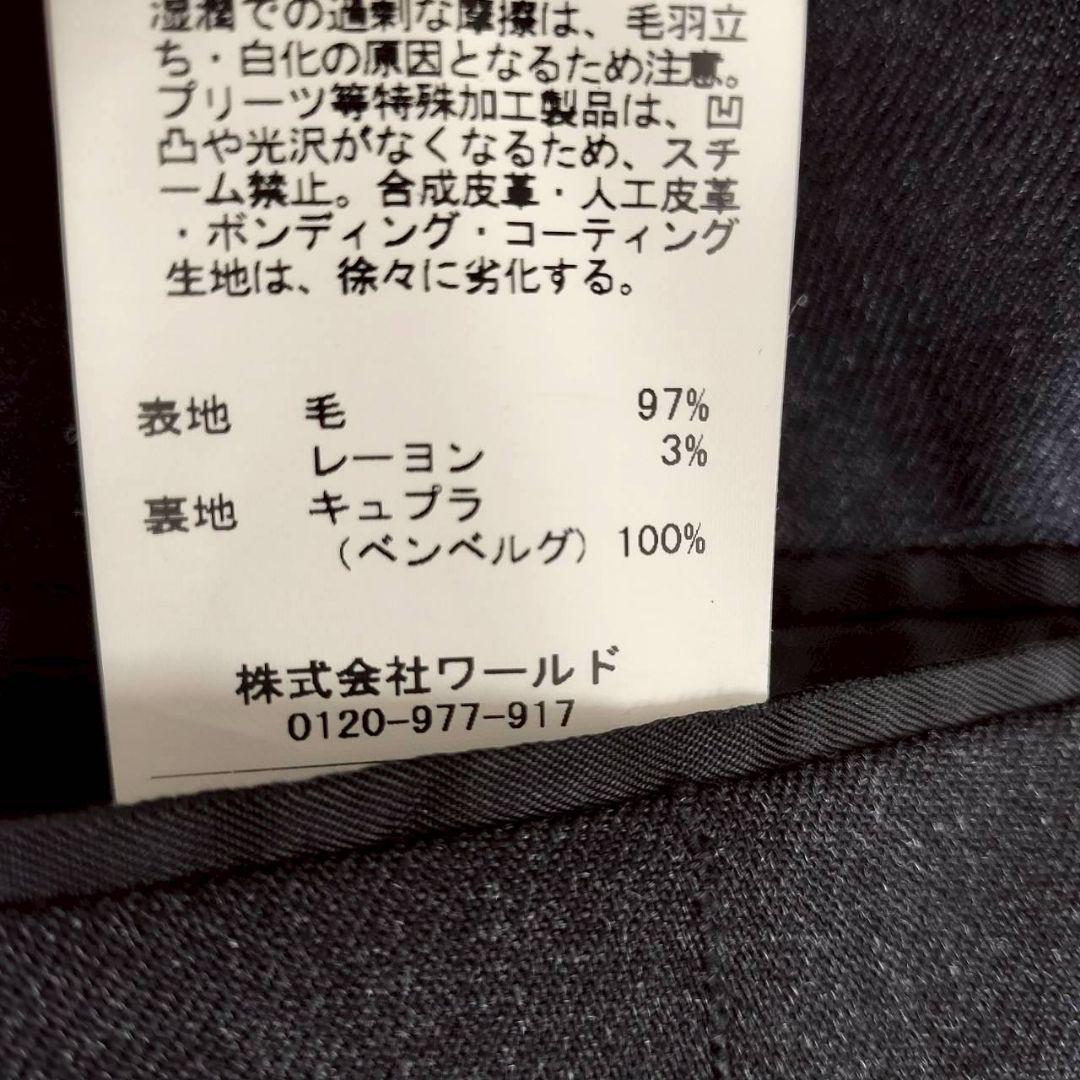 湿潤での過剰な摩擦は、毛羽立
ち・白化の原因となるため注意。
プリーツ等特殊加工製品は、凹
凸や光沢がなくなるため、スチ
ーム禁止。合成皮革・人工皮革
・ボンディング・コーティング
生地は、徐々に劣化する。
表地 毛 97%
レーヨン 3%
裏地 キュプラ
(ベンベルグ) 100%
株式会社ワールド
0120-977-917